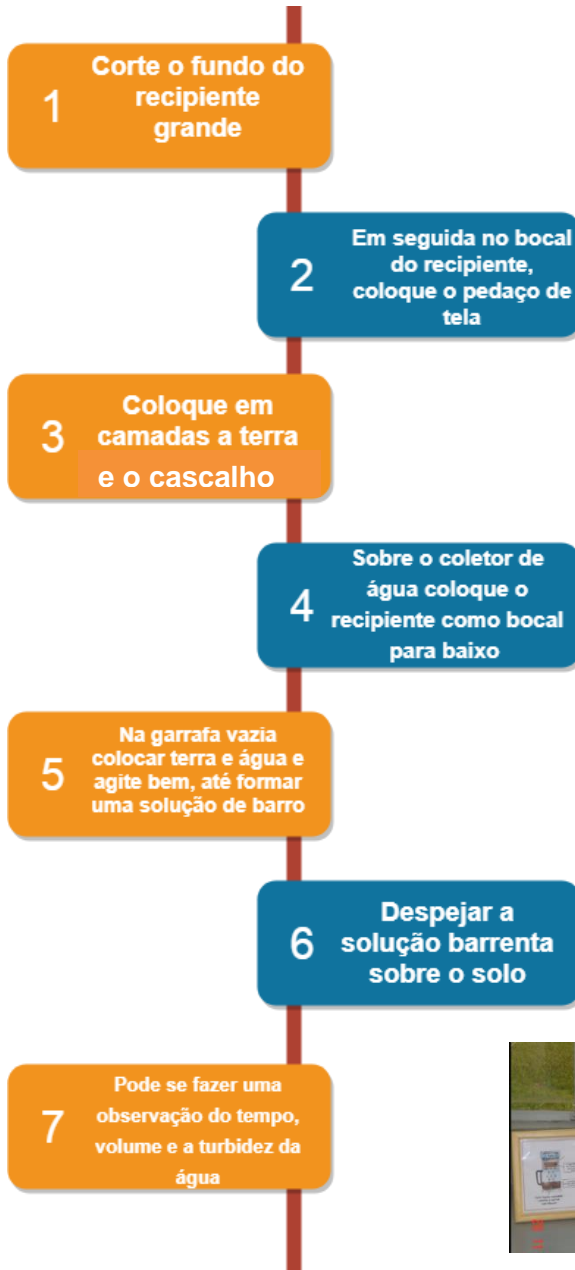 1
Corte o fundo do
recipiente
grande
2
Em seguida no bocal
do recipiente,
coloque o pedaço de
tela
3
Coloque em
camadas a terra
e o cascalho
4
Sobre o coletor de
água coloque o
recipiente como bocal
para baixo
5
Na garrafa vazia
colocar terra e água e
agite bem, até formar
uma solução de barro
6
Despejar a
solução barrenta
sobre o solo
7
Pode se fazer uma
observação do tempo,
volume e a turbidez da
água